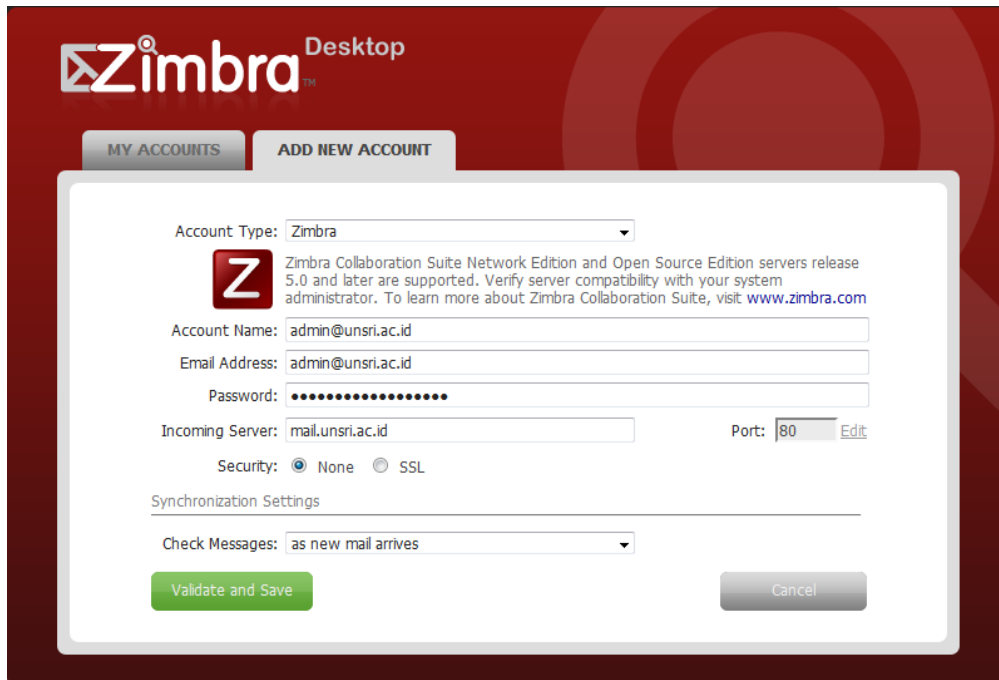 Zimbra Desktop
TM
MY ACCOUNTS ADD NEW ACCOUNT
Account Type: Zimbra
Z
Zimbra Collaboration Suite Network Edition and Open Source Edition servers release
5.0 and later are supported. Verify server compatibility with your system
administrator. To learn more about Zimbra Collaboration Suite, visit www.zimbra.com
Account Name: admin@unsri.ac.id
Email Address: admin@unsri.ac.id
Password: ••••••••••••••••••
Incoming Server: mail.unsri.ac.id Port: 80 Edit
Security: None SSL
Synchronization Settings
Check Messages: as new mail arrives
Validate and Save Cancel